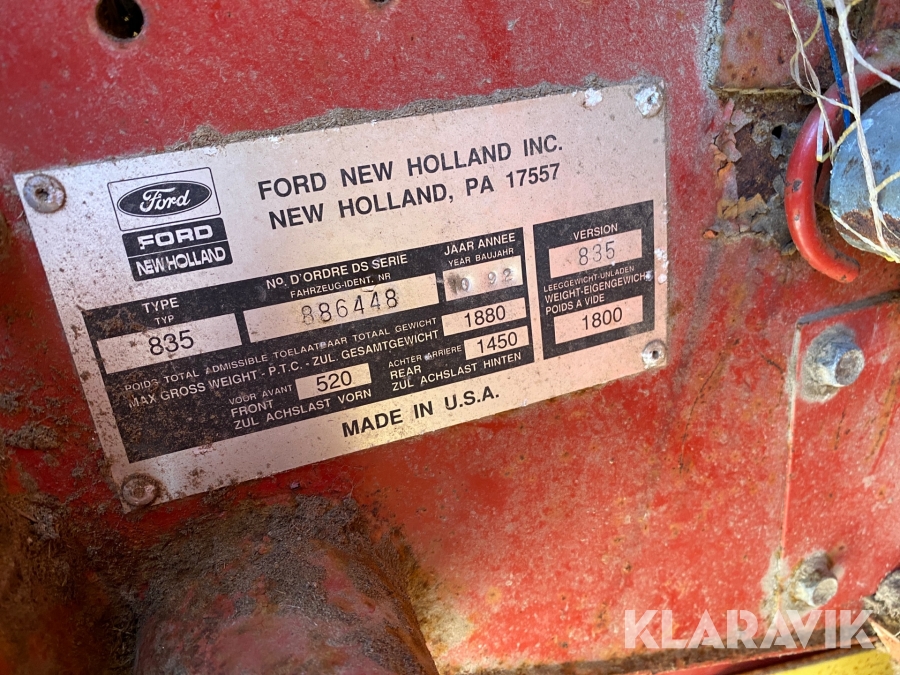 Ford
FORD
NEW HOLLAND
FORD NEW HOLLAND INC.
NEW HOLLAND, PA 17557
TYPE
TYP
835
No. D'ORDRE DS SERIE
FAHRZEUG-IDENT. NR
886448
JAAR ANNEE
YEAR BAUJAHR
1992
POIDS TOTAL ADMISSIBLE TOELAATBAAR TOTAAL GEWICHT
MAX GROSS WEIGHT - P.T.C. - ZUL. GESAMTGEWICHT
1880
VOOR AVANT
FRONT
ZUL ACHSLAST VORN
520
ACHTER ARRIERE
REAR
ZUL ACHSLAST HINTEN
1450
VERSION
835
LEEGGEWICHT-UNLADEN
WEIGHT-EIGENGEWICHT
POIDS A VIDE
1800
MADE IN U.S.A.
KLARAVIK